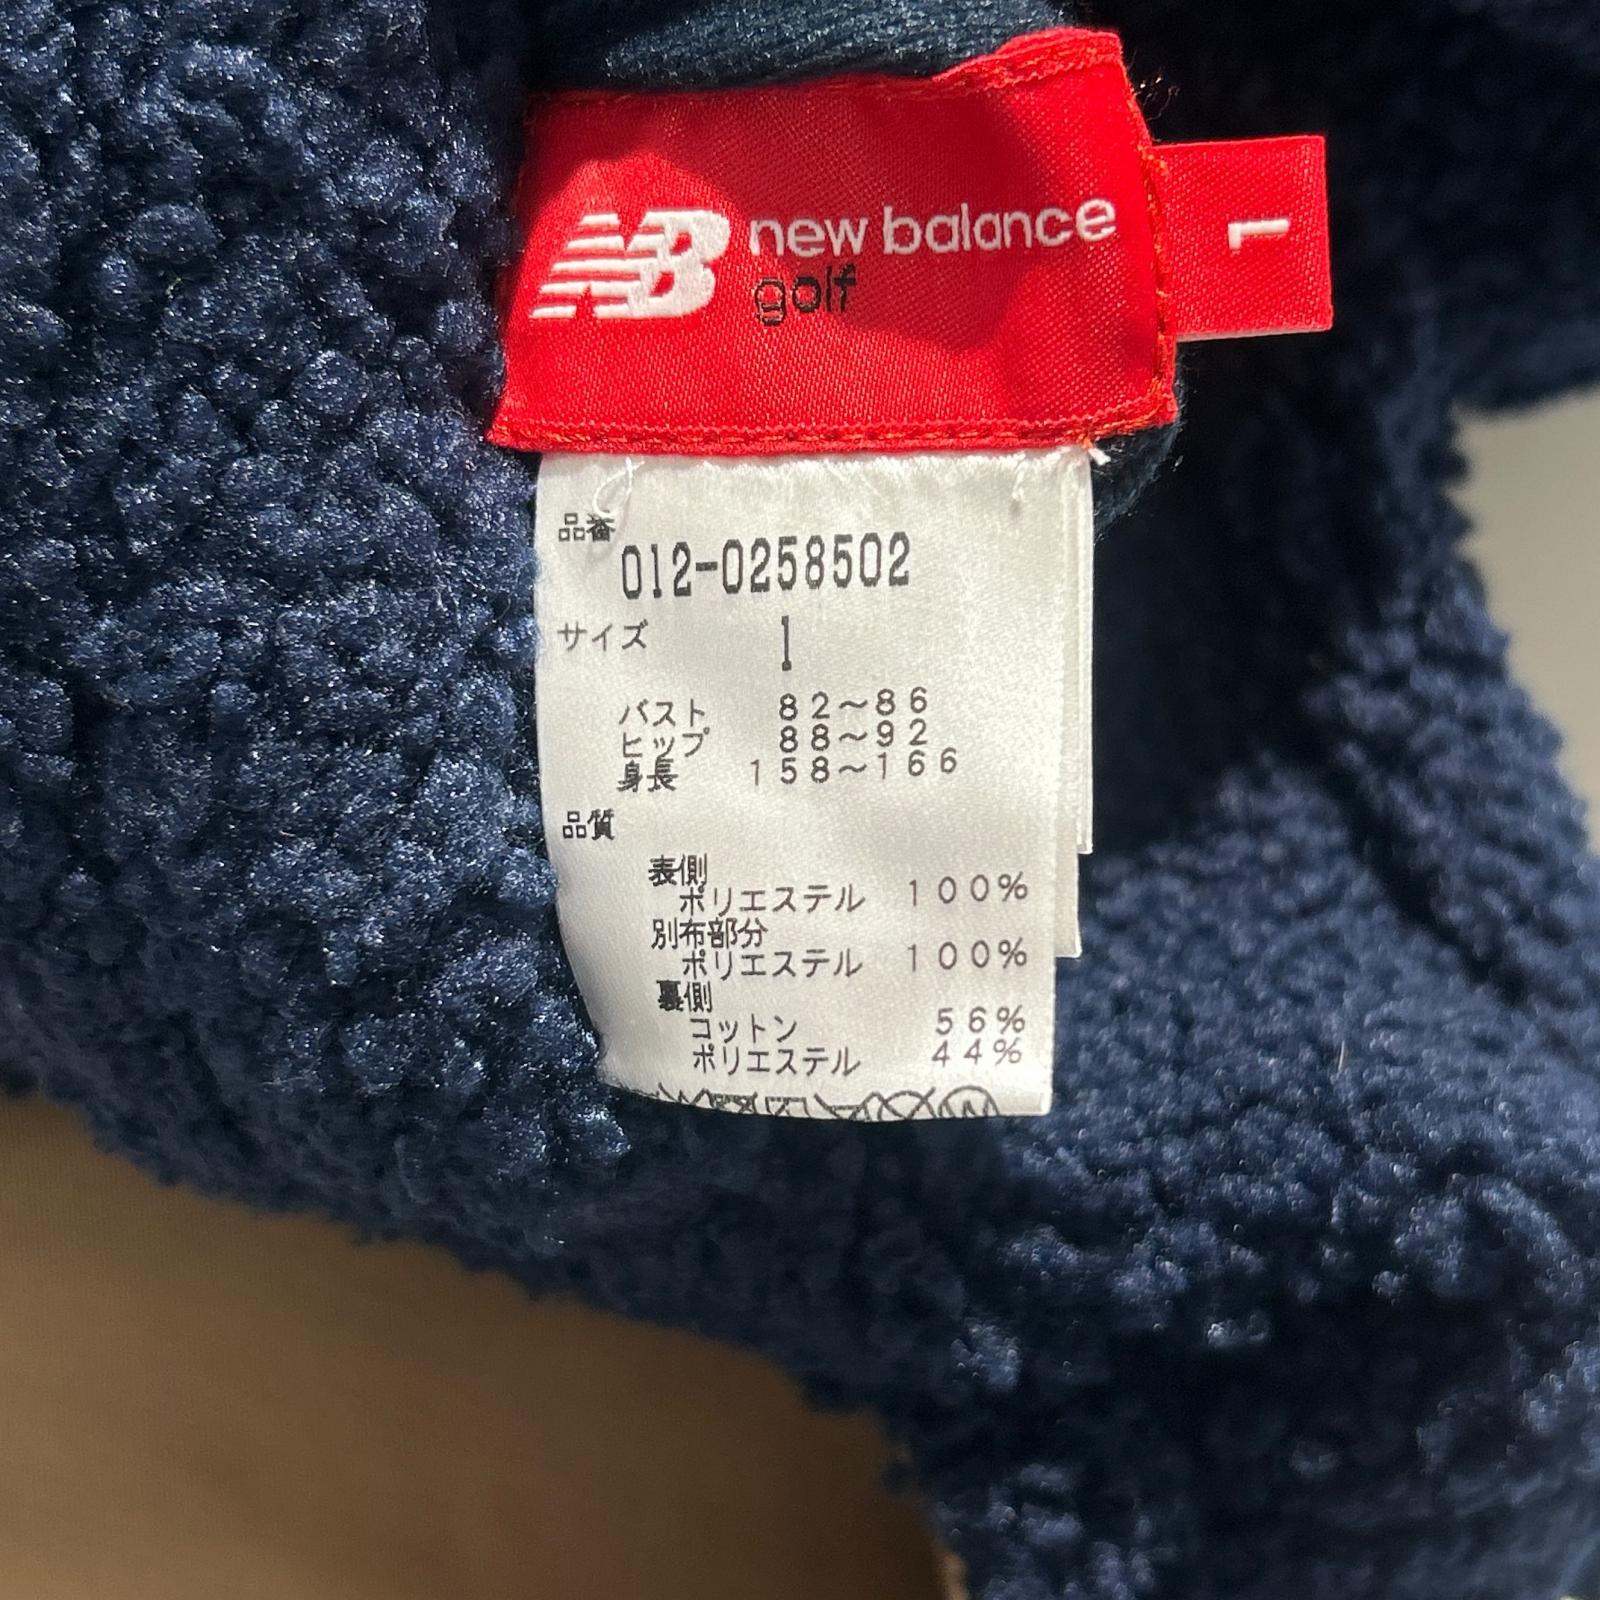 new balance
golf
1
品番
012-0258502
サイズ 1
バスト 82〜86
ヒップ 88〜92
身長 158〜166
品質
表側
ポリエステル 100%
別布部分
ポリエステル 100%
裏側
コットン 56%
ポリエステル 44%